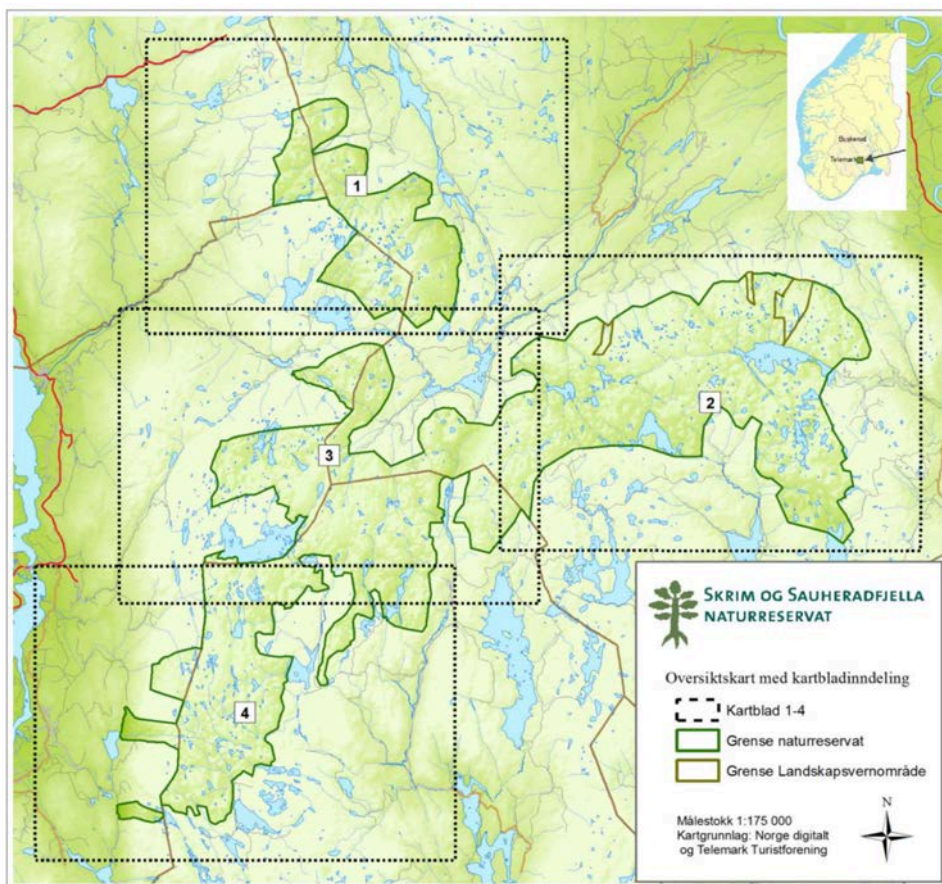 Buskerud
Telemark
1
2
3
4
SKRIM OG SAUHERADFJELLA
NATURRESERVAT
Oversiktskart med kartbladinndeling
Kartblad 1-4
Grense naturreservat
Grense Landskapsvernområde
Målestokk 1:175 000
Kartgrunnlag: Norge digitalt
og Telemark Turistforening
N